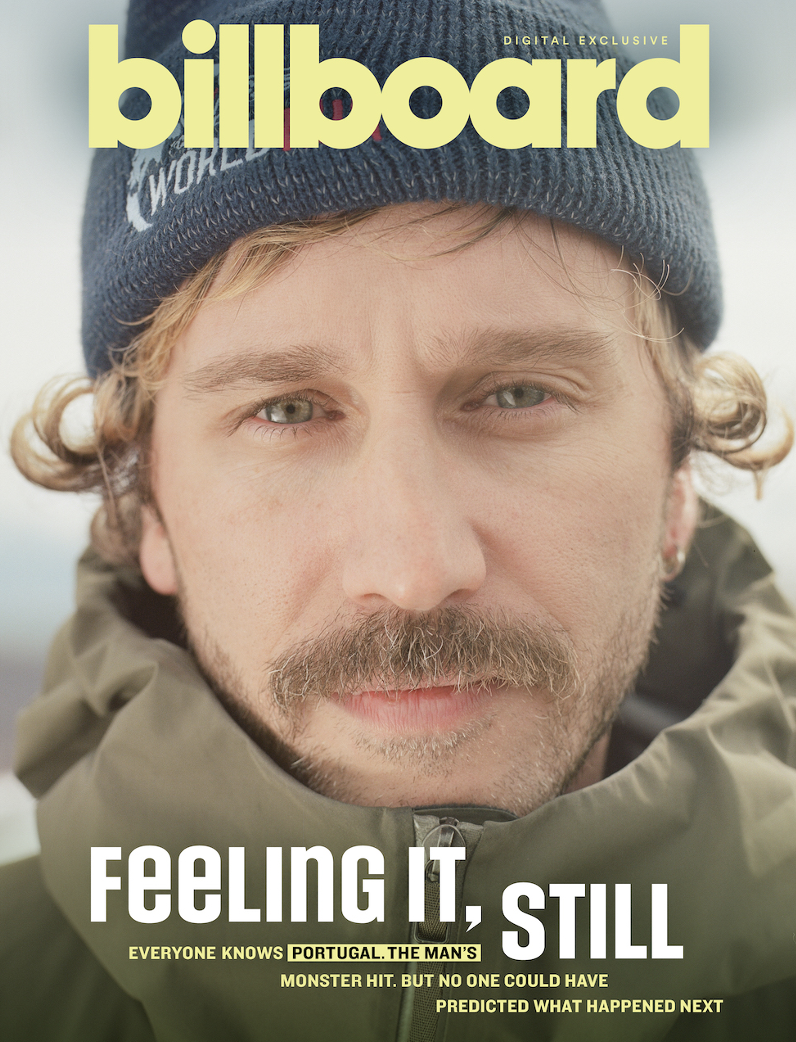 DIGITAL EXCLUSIVE
billboard
WORLD
FEELING IT,
STILL
EVERYONE KNOWS PORTUGAL.THE MAN'S
MONSTER HIT. BUT NO ONE COULD HAVE
PREDICTED WHAT HAPPENED NEXT